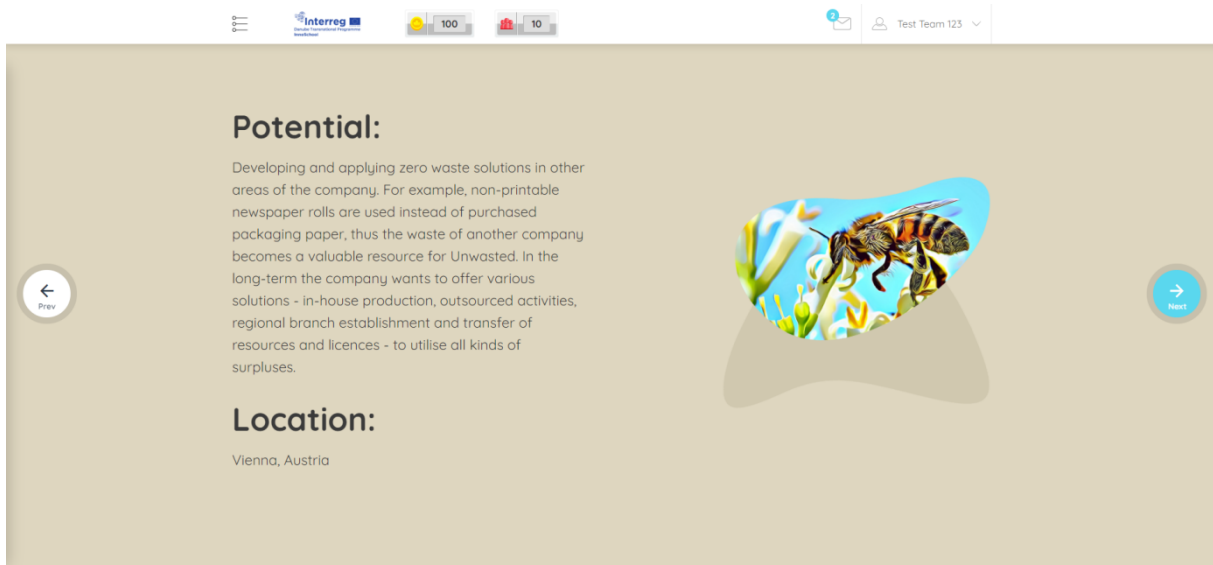 Interreg
Danube Transnational Programme
100
10
2
Test Team 123
Potential:
Developing and applying zero waste solutions in other
areas of the company. For example, non-printable
newspaper rolls are used instead of purchased
packaging paper, thus the waste of another company
becomes a valuable resource for Unwasted. In the
long-term the company wants to offer various
solutions - in-house production, outsourced activities,
regional branch establishment and transfer of
resources and licences - to utilise all kinds of
surpluses.
Location:
Vienna, Austria
Prev
Next